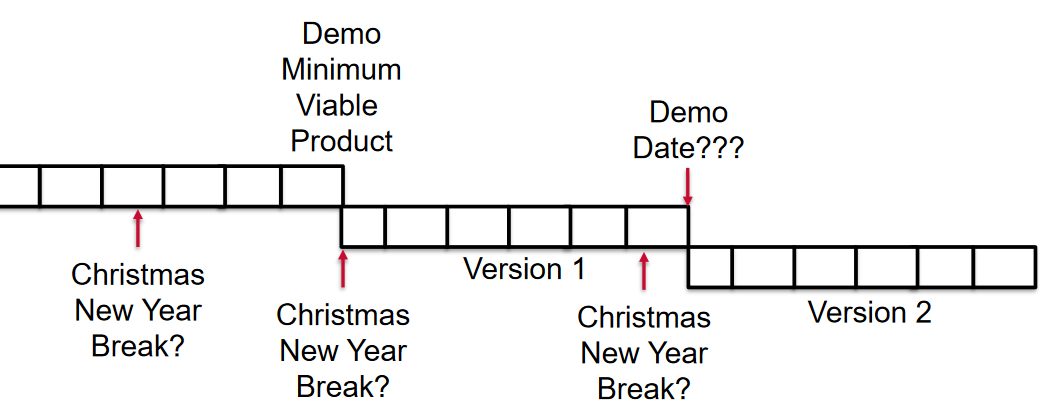 Demo
Minimum
Viable
Product
Demo
Date???
Christmas
New Year
Break?
Christmas
New Year
Break?
Version 1
Christmas
New Year
Break?
Version 2